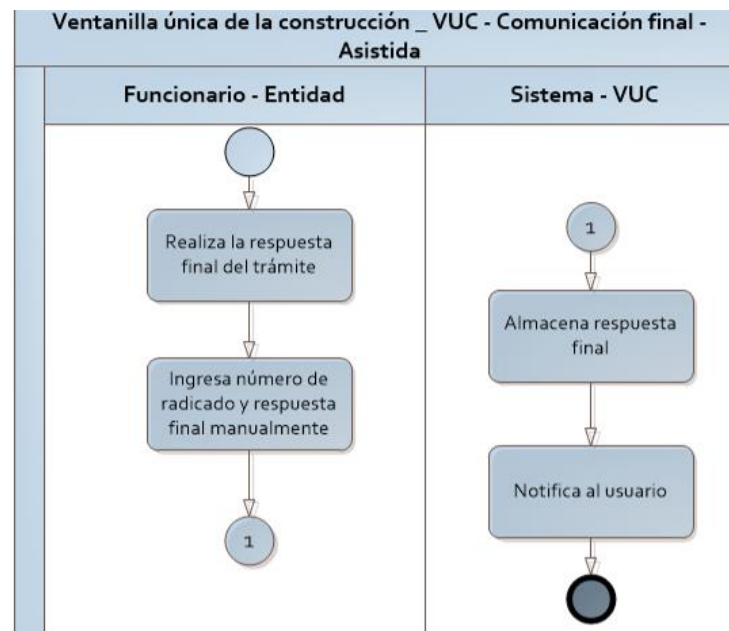 Ventanilla única de la construcción _ VUC - Comunicación final -
Asistida
Funcionario - Entidad
Sistema - VUC
Realiza la respuesta
final del trámite
Ingresa número de
radicado y respuesta
final manualmente
1
1
Almacena respuesta
final
Notifica al usuario